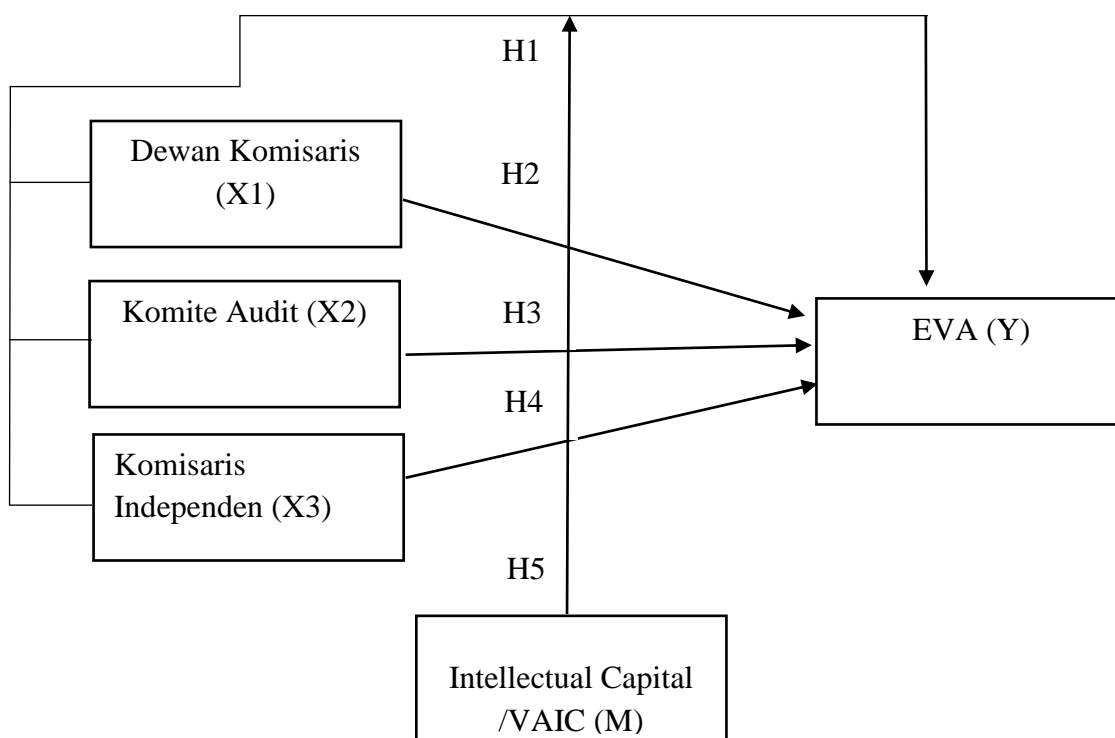 H1
Dewan Komisaris
(X1)
H2
Komite Audit (X2)
H3
EVA (Y)
H4
Komisaris
Independen (X3)
H5
Intellectual Capital
/VAIC (M)